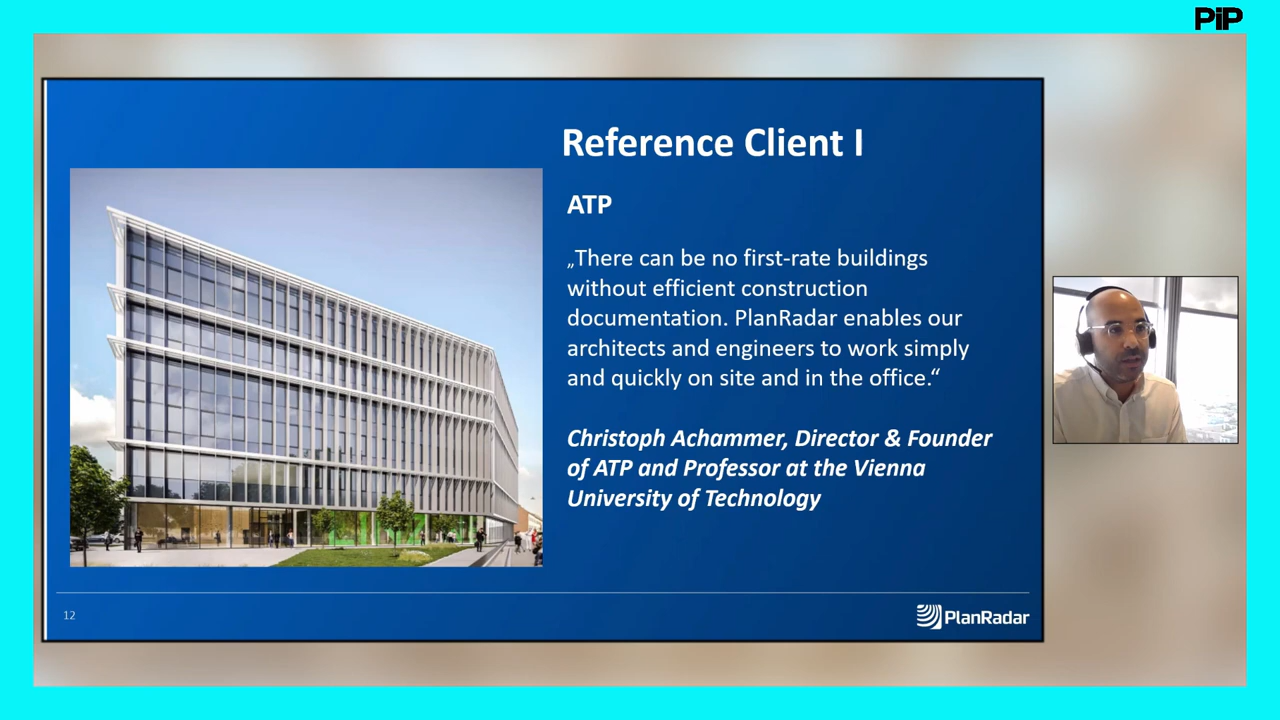 PiP
Reference Client I
ATP
„There can be no first-rate buildings
without efficient construction
documentation. PlanRadar enables our
architects and engineers to work simply
and quickly on site and in the office.“
Christoph Achammer, Director & Founder
of ATP and Professor at the Vienna
University of Technology
12
PlanRadar